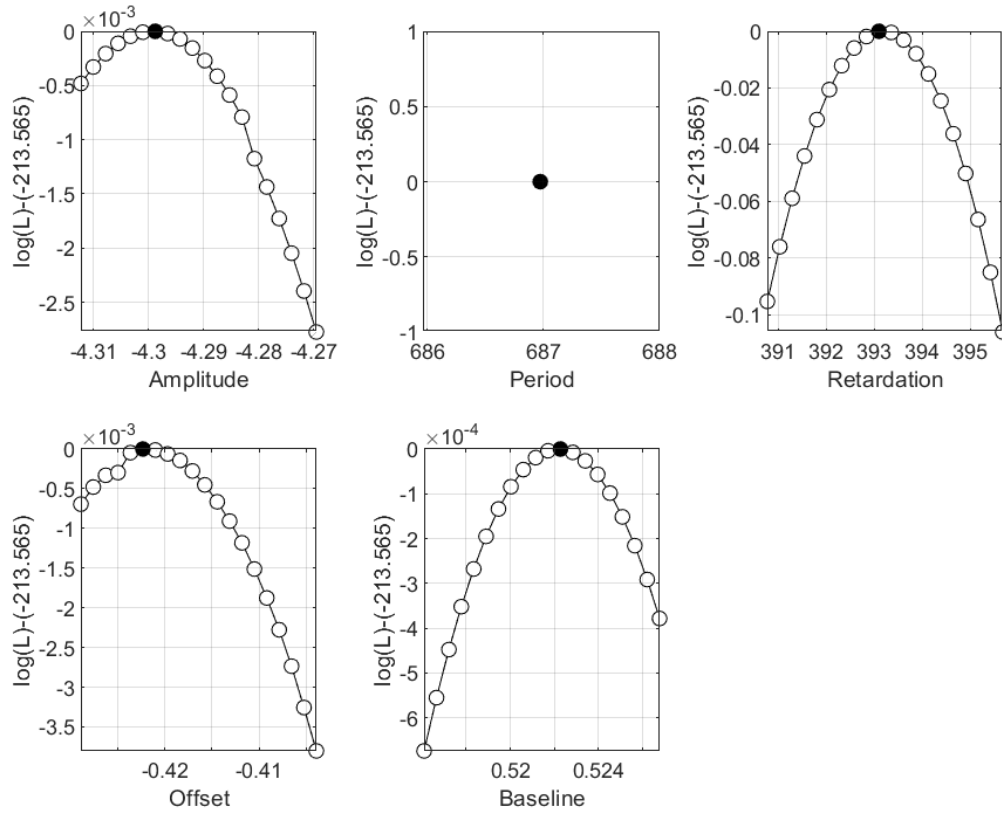 ×10⁻³
0
-0.5
-1
-1.5
-2
-2.5
log(L)-(-213.565)
-4.31 -4.3 -4.29 -4.28 -4.27
Amplitude
1
0.5
0
-0.5
-1
log(L)-(-213.565)
686 687 688
Period
0
-0.02
-0.04
-0.06
-0.08
-0.1
log(L)-(-213.565)
391 392 393 394 395
Retardation
×10⁻³
0
-0.5
-1
-1.5
-2
-2.5
-3
-3.5
log(L)-(-213.565)
-0.42 -0.41
Offset
×10⁻⁴
0
-1
-2
-3
-4
-5
-6
log(L)-(-213.565)
0.52 0.524
Baseline